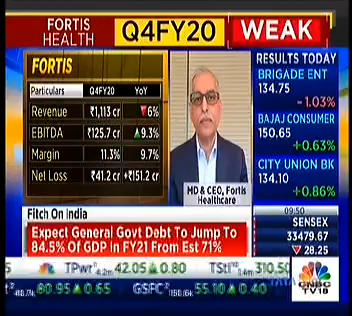 FORTIS
HEALTH
Q4FY20
WEAK
FORTIS
Particulars Q4FY20 YoY
Revenue ₹1,113 cr ▼6%
EBITDA ₹125.7 cr ▲9.3%
Margin 11.3% 9.7%
Net Loss ₹41.2 cr +₹151.2 cr
MD & CEO, Fortis
Healthcare
RESULTS TODAY
BRIGADE ENT
134.75
-1.03%
BAJAJ CONSUMER
150.65
+0.63%
CITY UNION BK
134.10
+0.86%
Fitch On India
Expect General Govt Debt To Jump To
84.5% Of GDP In FY21 From Est 71%
09:50
SENSEX
33479.67
▼ 28.25
TPwr 4.2m 42.05▲0.80 TStl 310.50
80.95▲0.65 GSFC 55.10▲0.40
CNBC
TV18